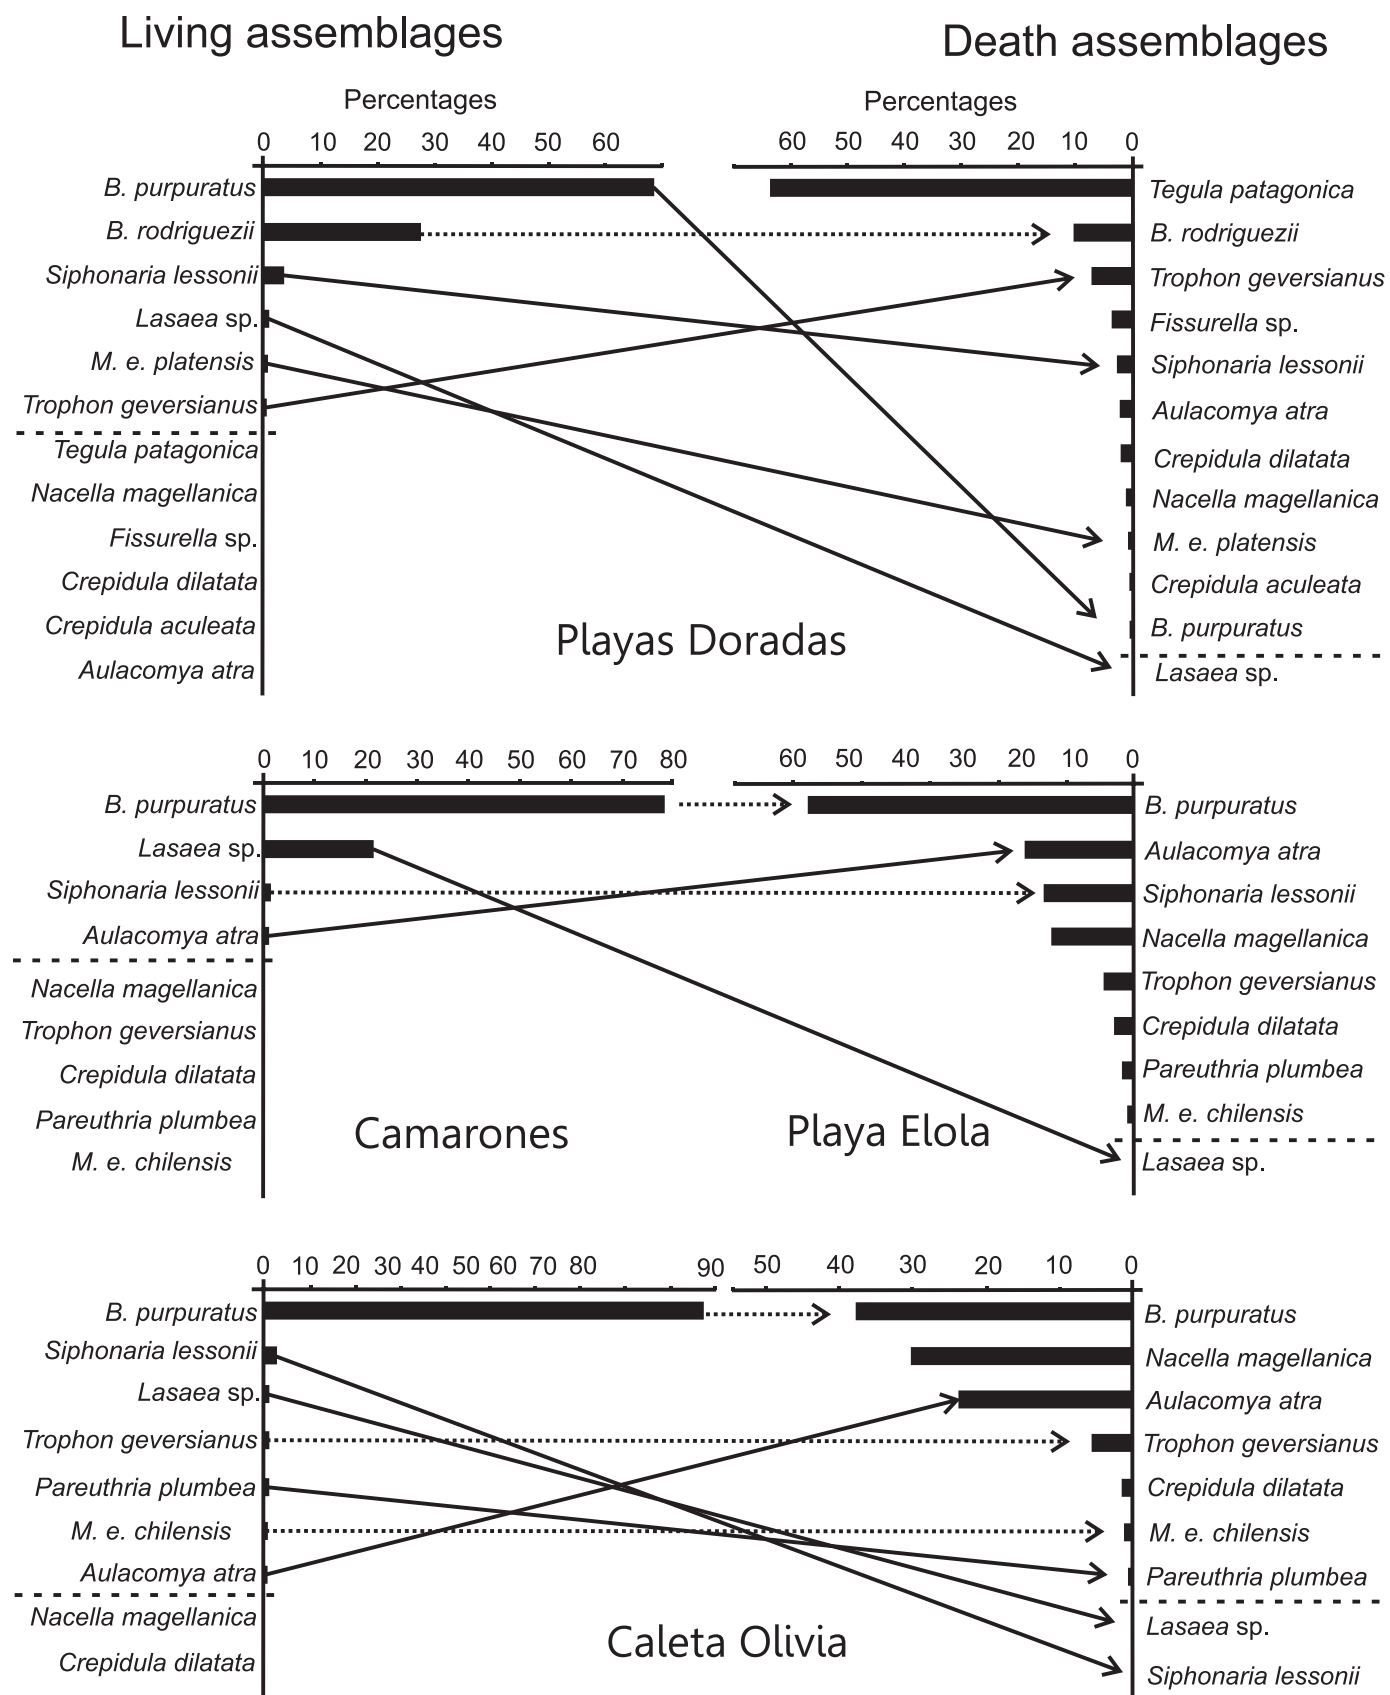 Living assemblages
Death assemblages
Percentages
Percentages
0 10 20 30 40 50 60
60 50 40 30 20 10 0
B. purpuratus
Tegula patagonica
B. rodriguezii
B. rodriguezii
Siphonaria lessonii
Trophon geversianus
Lasaea sp.
Fissurella sp.
M. e. platensis
Siphonaria lessonii
Trophon geversianus
Aulacomya atra
Tegula patagonica
Crepidula dilatata
Nacella magellanica
Nacella magellanica
Fissurella sp.
M. e. platensis
Crepidula dilatata
Crepidula aculeata
Crepidula aculeata
B. purpuratus
Playas Doradas
Aulacomya atra
Lasaea sp.
0 10 20 30 40 50 60 70 80
60 50 40 30 20 10 0
B. purpuratus
B. purpuratus
Lasaea sp.
Aulacomya atra
Siphonaria lessonii
Siphonaria lessonii
Aulacomya atra
Nacella magellanica
Nacella magellanica
Trophon geversianus
Trophon geversianus
Crepidula dilatata
Crepidula dilatata
Pareuthria plumbea
Pareuthria plumbea
M. e. chilensis
Camarones
Playa Elola
M. e. chilensis
Lasaea sp.
0 10 20 30 40 50 60 70 80 90
50 40 30 20 10 0
B. purpuratus
B. purpuratus
Siphonaria lessonii
Nacella magellanica
Lasaea sp.
Aulacomya atra
Trophon geversianus
Trophon geversianus
Pareuthria plumbea
Crepidula dilatata
M. e. chilensis
M. e. chilensis
Aulacomya atra
Pareuthria plumbea
Nacella magellanica
Lasaea sp.
Caleta Olivia
Crepidula dilatata
Siphonaria lessonii